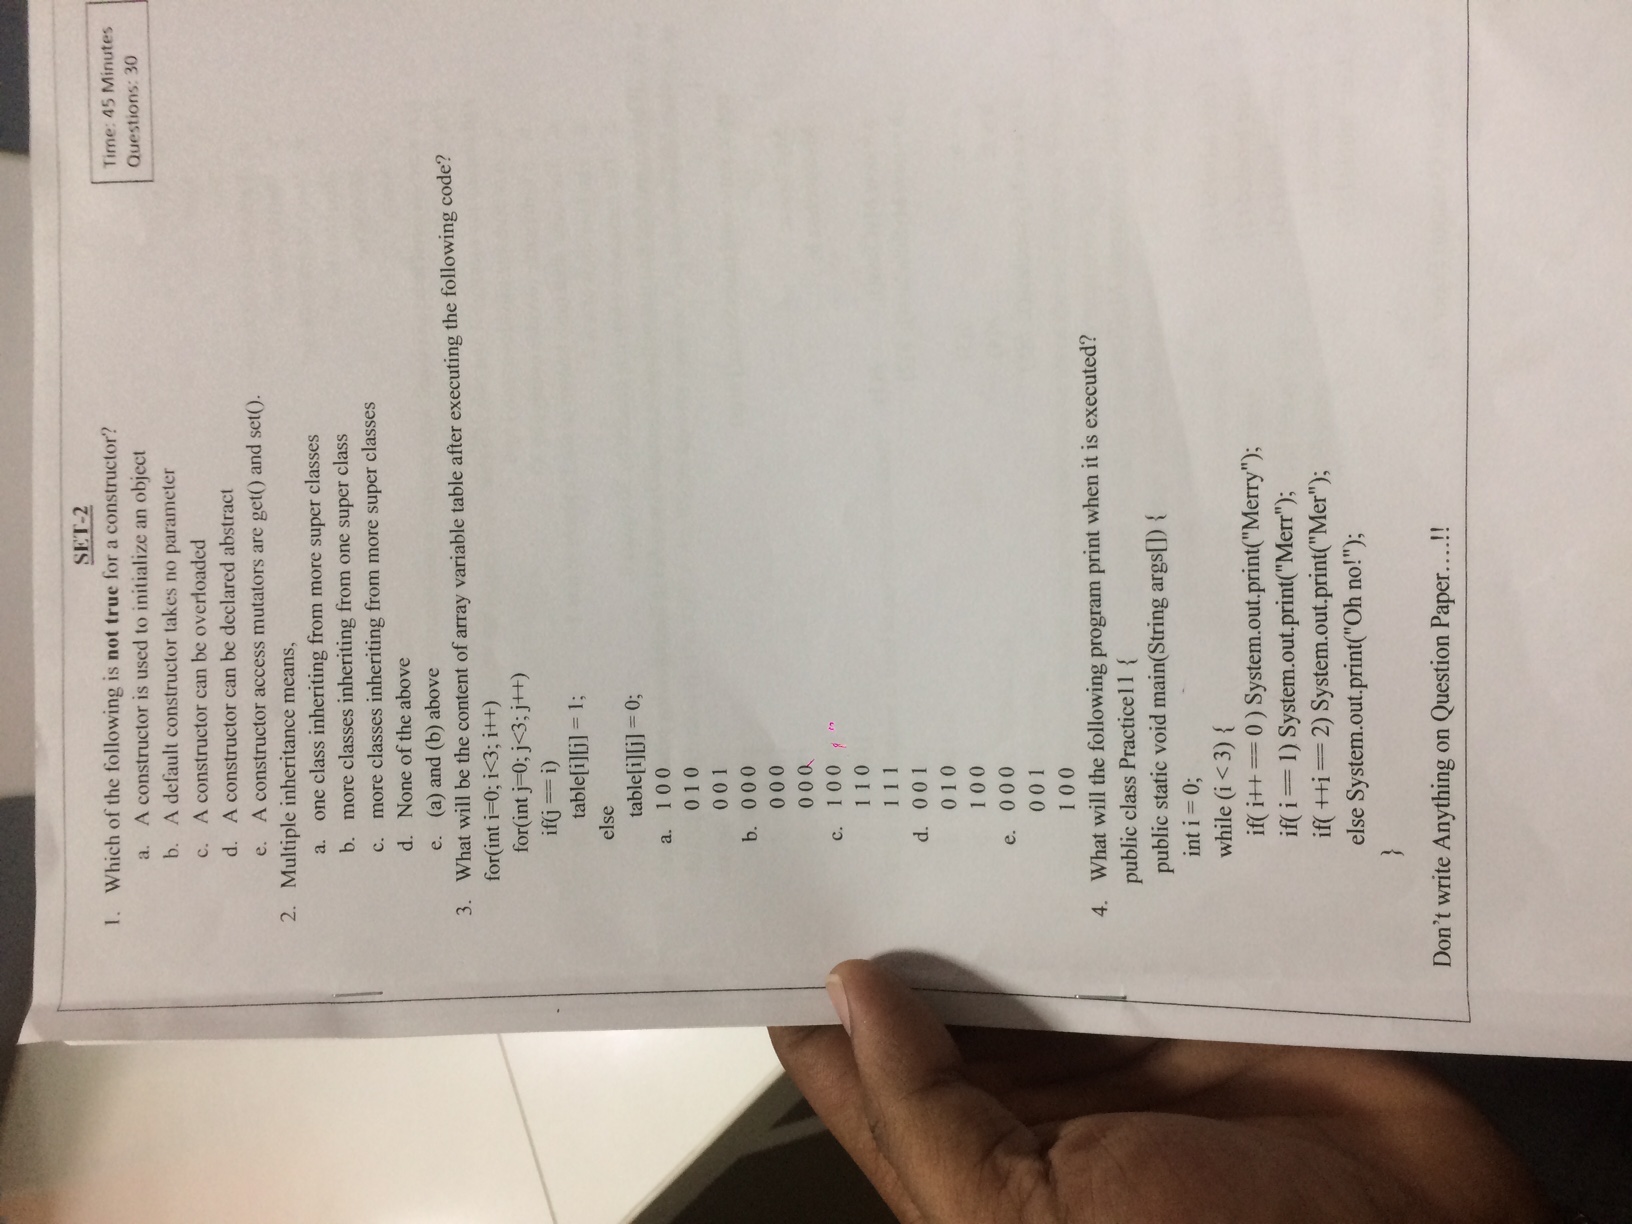 SET-2
Time: 45 Minutes
Questions: 30
1. Which of the following is not true for a constructor?
a. A constructor is used to initialize an object
b. A default constructor takes no parameter
c. A constructor can be overloaded
d. A constructor can be declared abstract
e. A constructor access mutators are get() and set().
2. Multiple inheritance means,
a. one class inheriting from more super classes
b. more classes inheriting from one super class
c. more classes inheriting from more super classes
d. None of the above
e. (a) and (b) above
3. What will be the content of array variable table after executing the following code?
for(int i=0; i<3; i++)
for(int j=0; j<3; j++)
if(j == i)
table[i][j] = 1;
else
table[i][j] = 0;
a. 1 0 0
0 1 0
0 0 1
b. 0 0 0
0 0 0
0 0 0
c. 1 0 0
1 1 0
1 1 1
d. 0 0 1
0 1 0
1 0 0
e. 0 0 0
0 0 1
1 0 0
4. What will the following program print when it is executed?
public class Practice11 {
public static void main(String args[]) {
int i = 0;
while (i < 3) {
if( i++ == 0 ) System.out.print("Merry");
if( i == 1) System.out.print("Merr");
if( ++i == 2) System.out.print("Mer");
else System.out.print("Oh no!");
}
Don't write Anything on Question Paper....!!